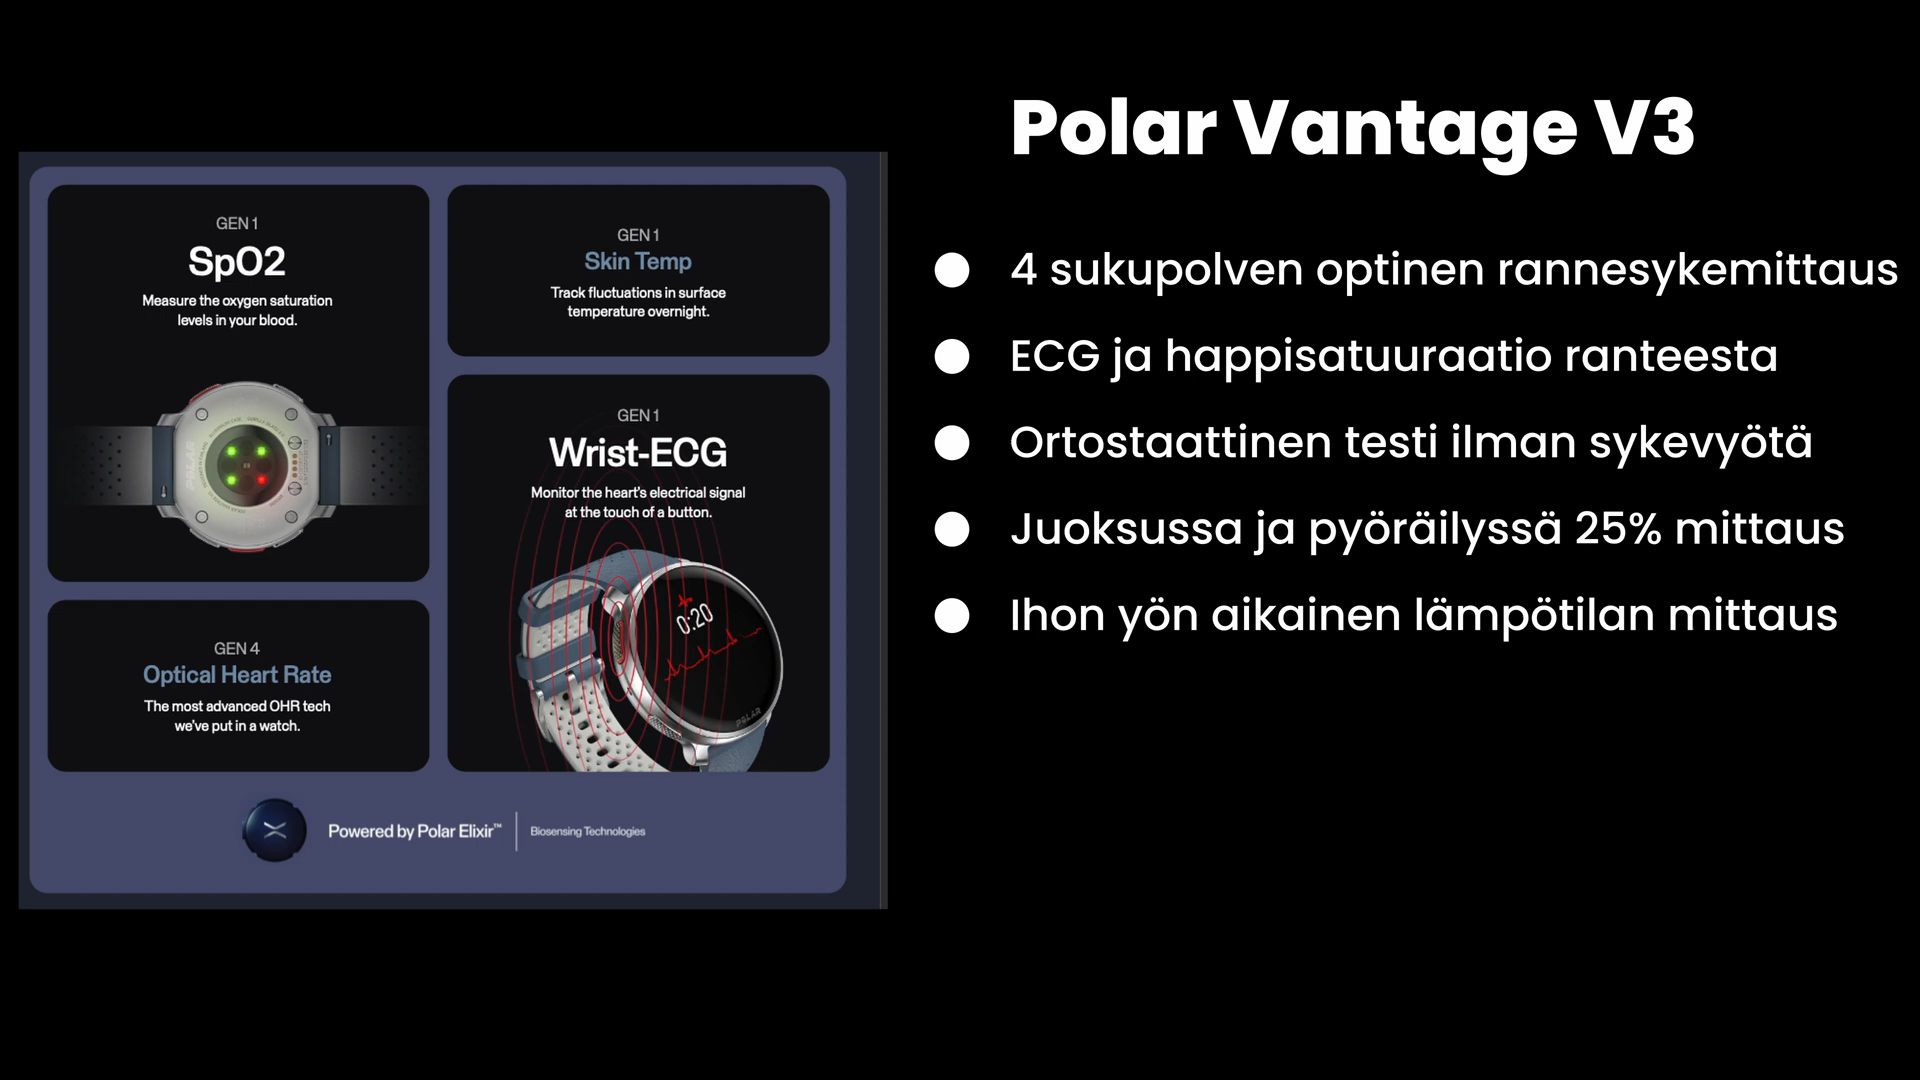 Polar Vantage V3
4 sukupolven optinen rannesykemittaus
ECG ja happisatuuraatio ranteesta
Ortostaattinen testi ilman sykevyötä
Juoksussa ja pyöräilyssä 25% mittaus
Ihon yön aikainen lämpötilan mittaus
GEN 1
SpO2
Measure the oxygen saturation
levels in your blood.
GEN 4
Optical Heart Rate
The most advanced OHR tech
we've put in a watch.
GEN 1
Skin Temp
Track fluctuations in surface
temperature overnight.
GEN 1
Wrist-ECG
Monitor the heart's electrical signal
at the touch of a button.
0:20
POLAR
Powered by Polar Elixir™
Biosensing Technologies